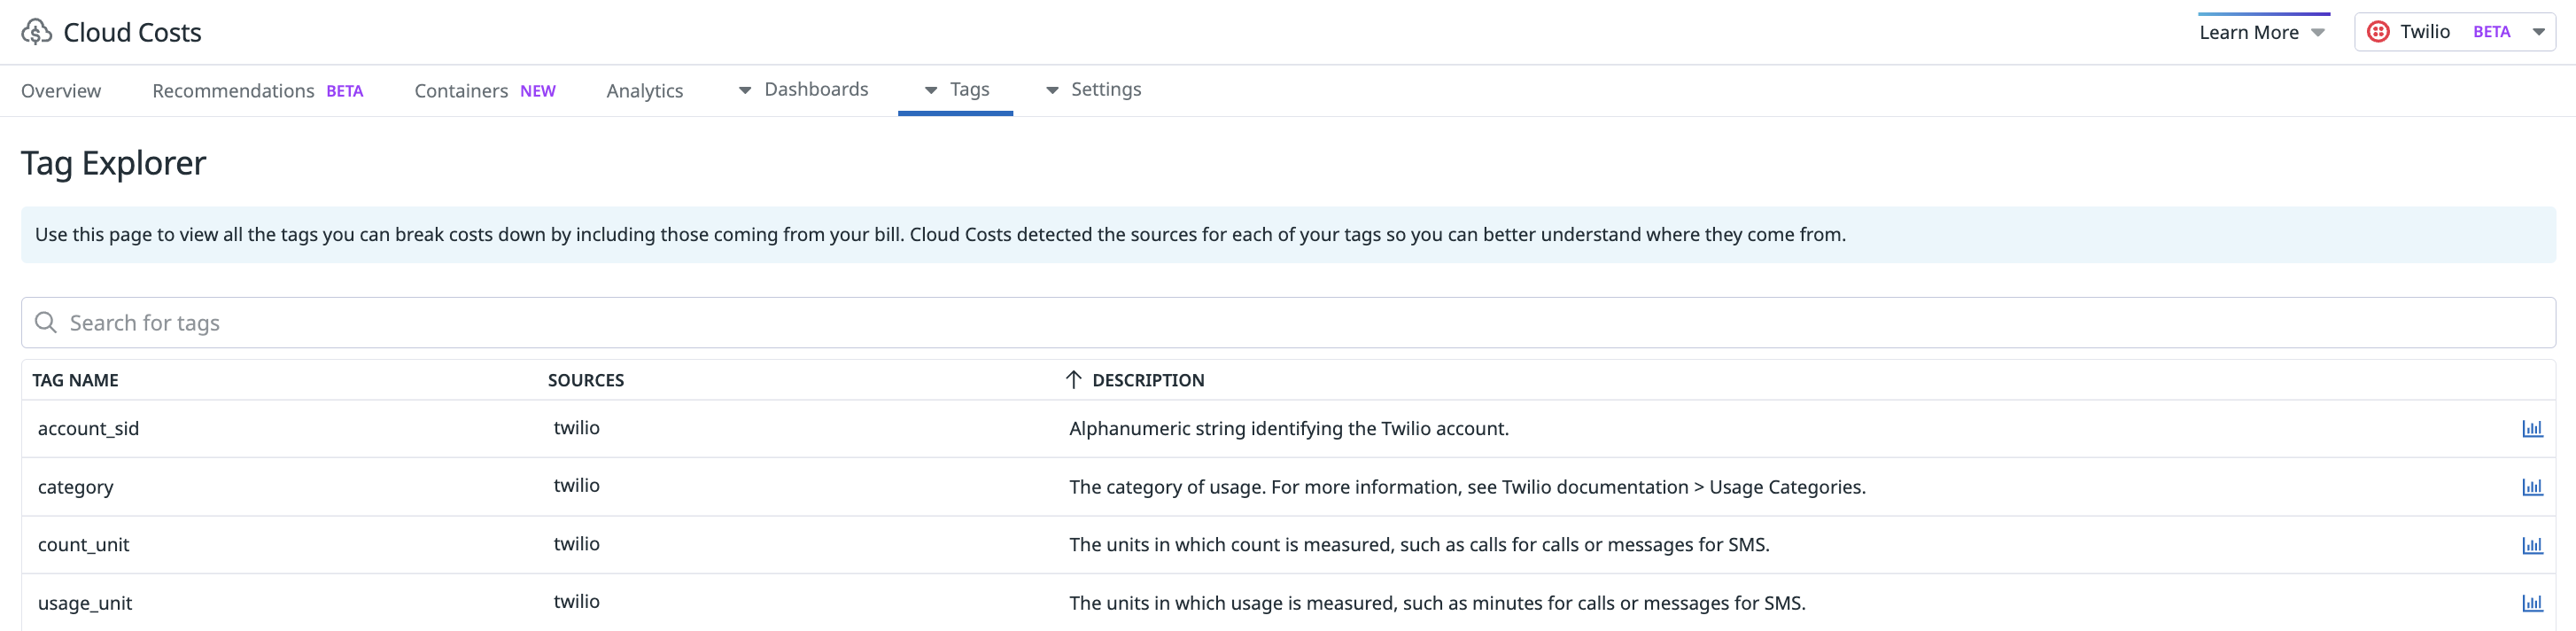 Cloud Costs
Learn More
Twilio BETA
Overview Recommendations BETA Containers NEW Analytics Dashboards Tags Settings
Tag Explorer
Use this page to view all the tags you can break costs down by including those coming from your bill. Cloud Costs detected the sources for each of your tags so you can better understand where they come from.
Search for tags
TAG NAME SOURCES DESCRIPTION
account_sid twilio Alphanumeric string identifying the Twilio account.
category twilio The category of usage. For more information, see Twilio documentation > Usage Categories.
count_unit twilio The units in which count is measured, such as calls for calls or messages for SMS.
usage_unit twilio The units in which usage is measured, such as minutes for calls or messages for SMS.